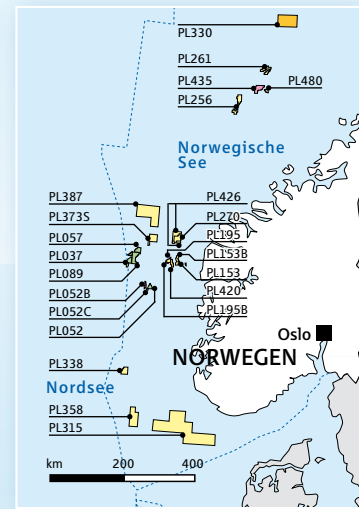 PL330
PL261
PL435 PL480
PL256
Norwegische
See
PL387 PL426
PL373S PL270
PL057 PL195
PL037 PL153B
PL089 PL153
PL052B PL420
PL052C PL195B
PL052
Oslo
NORWEGEN
PL338
Nordsee
PL358
PL315
km 200 400